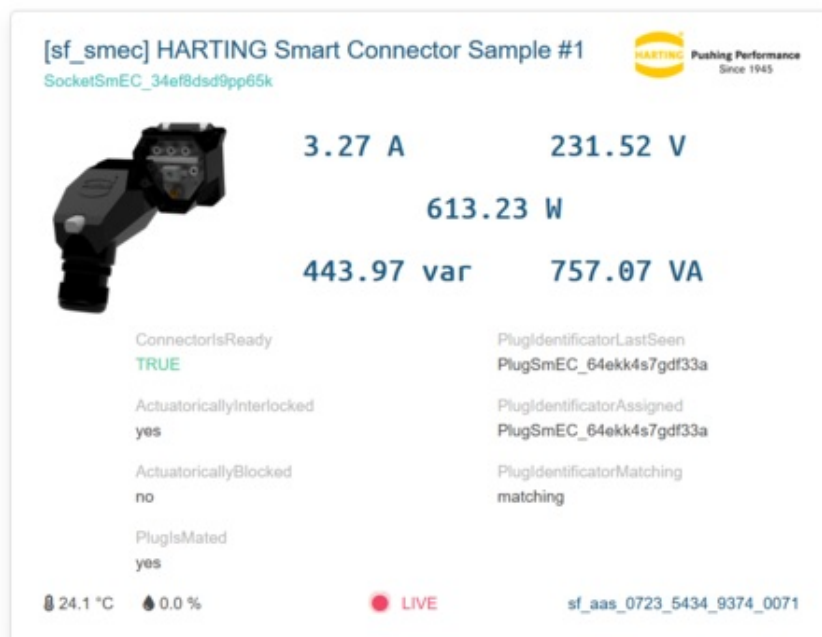 [sf_smec] HARTING Smart Connector Sample #1
SocketSmEC_34ef8dsd9pp65k
HARTING
Pushing Performance
Since 1945
3.27 A
231.52 V
613.23 W
443.97 var
757.07 VA
ConnectorIsReady
TRUE
ActuatoricallyInterlocked
yes
ActuatoricallyBlocked
no
PlugIsMated
yes
PlugIdentificatorLastSeen
PlugSmEC_64ekk4s7gdf33a
PlugIdentificatorAssigned
PlugSmEC_64ekk4s7gdf33a
PlugIdentificatorMatching
matching
24.1 °C
0.0 %
LIVE
sf_aas_0723_5434_9374_0071